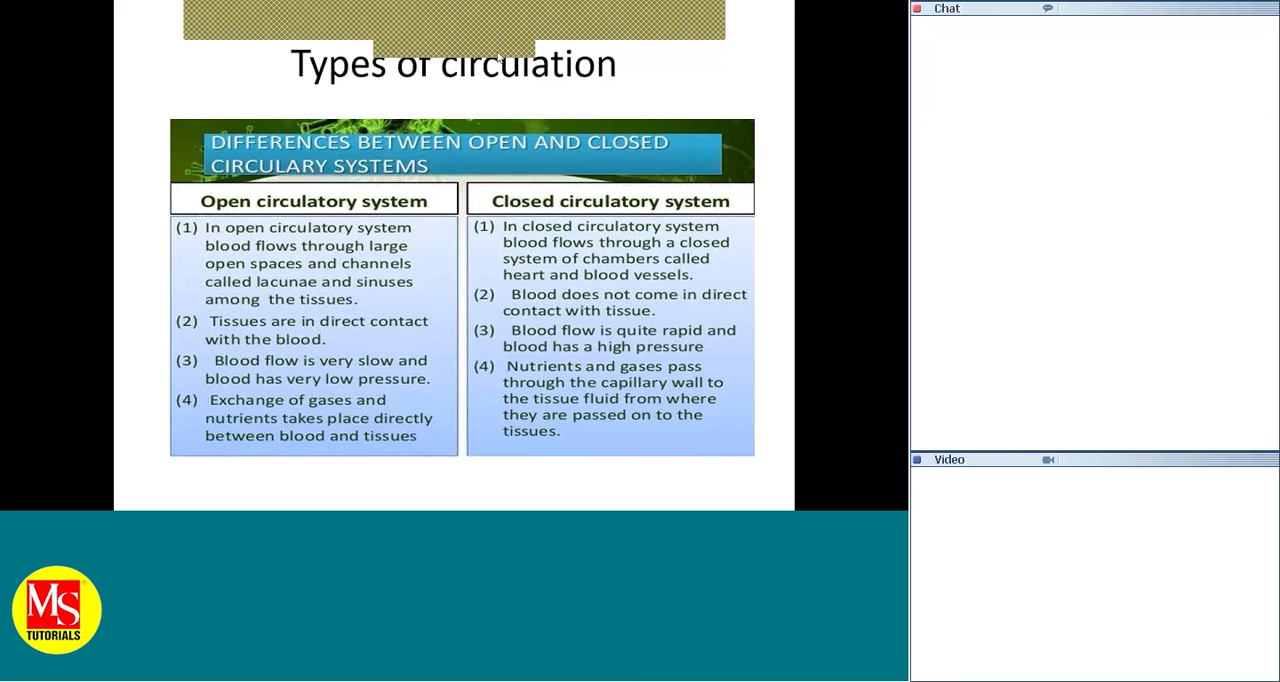 Types of circulation
DIFFERENCES BETWEEN OPEN AND CLOSED
CIRCULARY SYSTEMS
Open circulatory system
(1) In open circulatory system
blood flows through large
open spaces and channels
called lacunae and sinuses
among the tissues.
(2) Tissues are in direct contact
with the blood.
(3) Blood flow is very slow and
blood has very low pressure.
(4) Exchange of gases and
nutrients takes place directly
between blood and tissues
Closed circulatory system
(1) In closed circulatory system
blood flows through a closed
system of chambers called
heart and blood vessels.
(2) Blood does not come in direct
contact with tissue.
(3) Blood flow is quite rapid and
blood has a high pressure
(4) Nutrients and gases pass
through the capillary wall to
the tissue fluid from where
they are passed on to the
tissues.
Chat
Video
MS
TUTORIALS